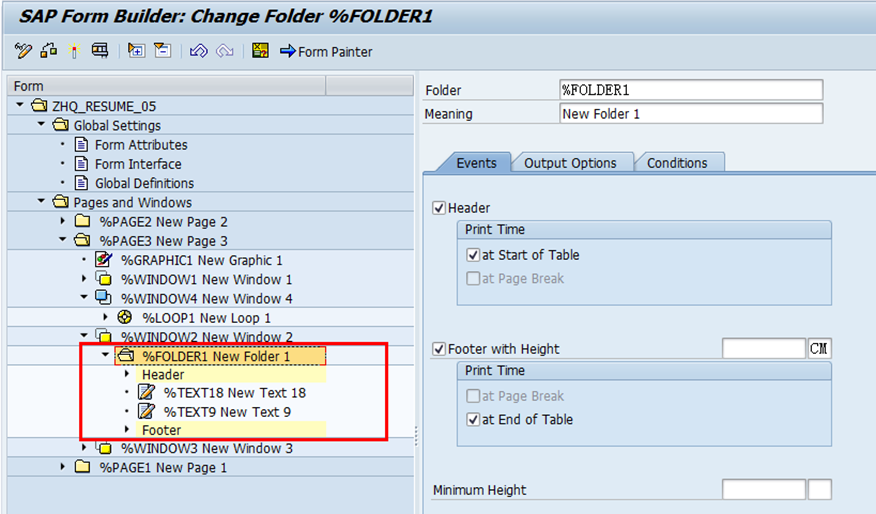 SAP Form Builder: Change Folder %FOLDER1
Form Painter
Form
ZHQ_RESUME_05
Global Settings
Form Attributes
Form Interface
Global Definitions
Pages and Windows
%PAGE2 New Page 2
%PAGE3 New Page 3
%GRAPHIC1 New Graphic 1
%WINDOW1 New Window 1
%WINDOW4 New Window 4
%LOOP1 New Loop 1
%WINDOW2 New Window 2
%FOLDER1 New Folder 1
Header
%TEXT18 New Text 18
%TEXT9 New Text 9
Footer
%WINDOW3 New Window 3
%PAGE1 New Page 1
Folder %FOLDER1
Meaning New Folder 1
Events Output Options Conditions
Header
Print Time
at Start of Table
at Page Break
Footer with Height CM
Print Time
at Page Break
at End of Table
Minimum Height